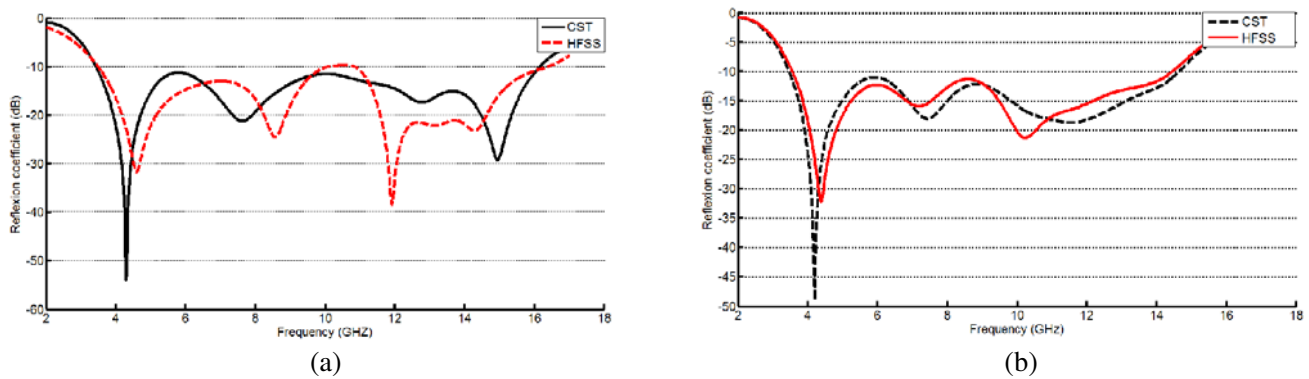 0
-10
-20
-30
-40
-50
-60
Reflexion coefficient (dB)
2 4 6 8 10 12 14 16 18
Frequency (GHZ)
CST
HFSS
(a)
0
-5
-10
-15
-20
-25
-30
-35
-40
-45
-50
Reflexion coefficient (dB)
2 4 6 8 10 12 14 16 18
Frequency (GHz)
CST
HFSS
(b)